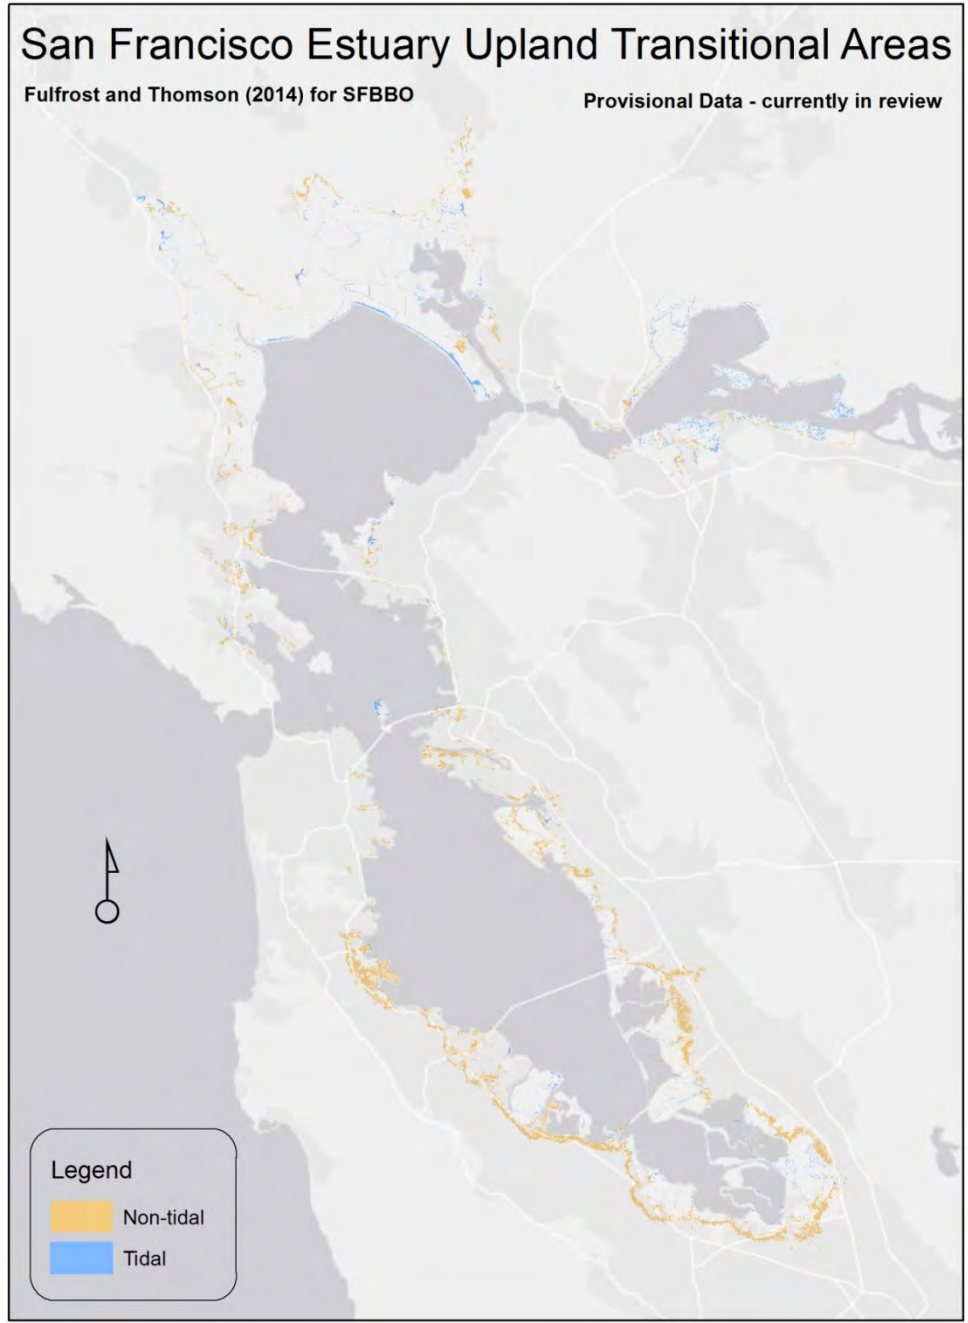 San Francisco Estuary Upland Transitional Areas
Fulfrost and Thomson (2014) for SFBBO
Provisional Data - currently in review
Legend
Non-tidal
Tidal